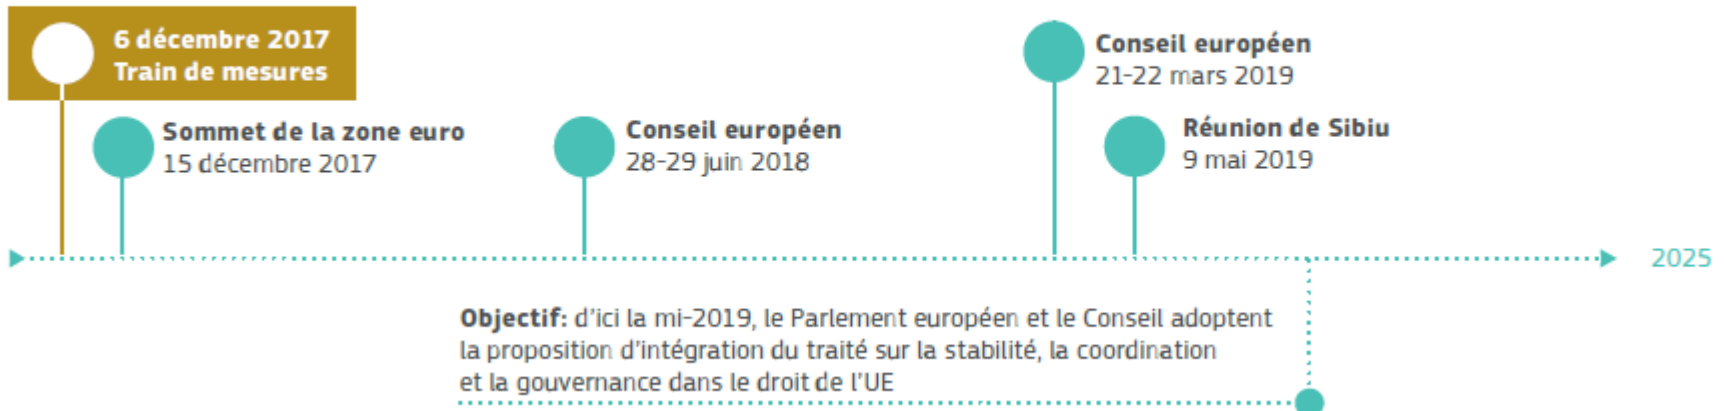 6 décembre 2017
Train de mesures
Sommet de la zone euro
15 décembre 2017
Conseil européen
28-29 juin 2018
Conseil européen
21-22 mars 2019
Réunion de Sibiu
9 mai 2019
2025
Objectif: d'ici la mi-2019, le Parlement européen et le Conseil adoptent
la proposition d'intégration du traité sur la stabilité, la coordination
et la gouvernance dans le droit de l'UE